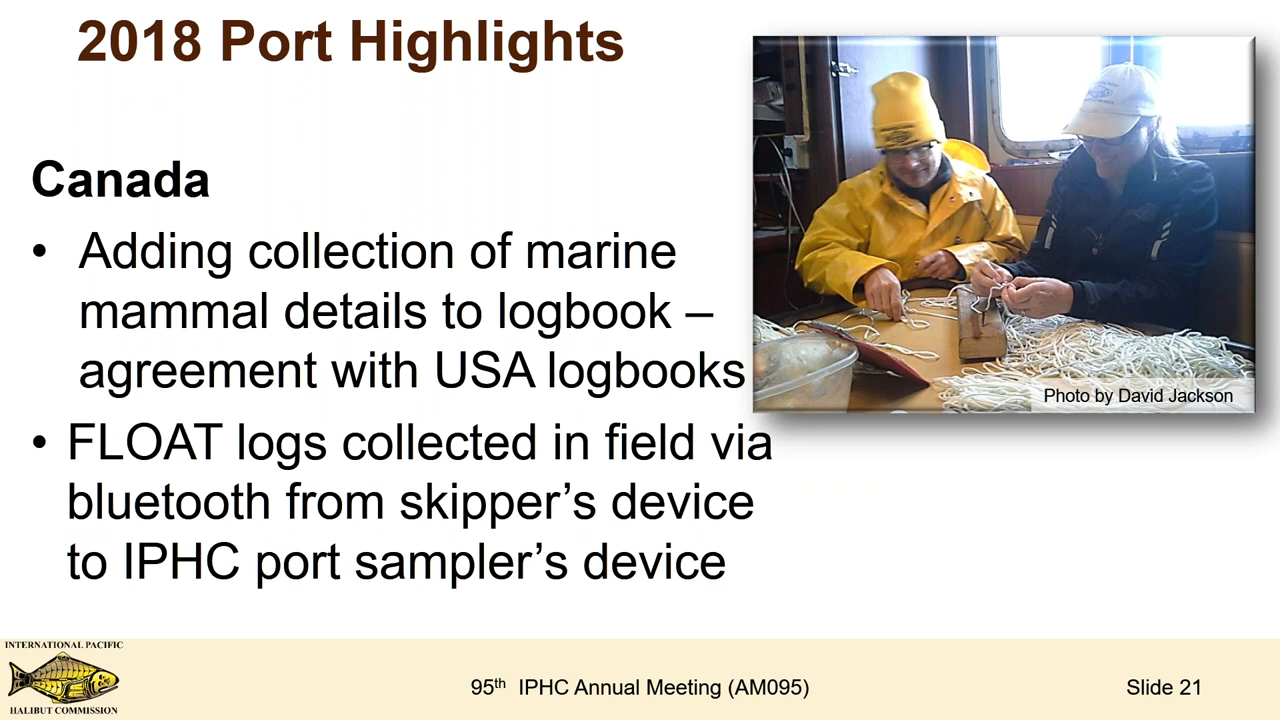 2018 Port Highlights
Canada
• Adding collection of marine
mammal details to logbook –
agreement with USA logbooks
• FLOAT logs collected in field via
bluetooth from skipper’s device
to IPHC port sampler’s device
Photo by David Jackson
INTERNATIONAL PACIFIC
HALIBUT COMMISSION
95th IPHC Annual Meeting (AM095)
Slide 21